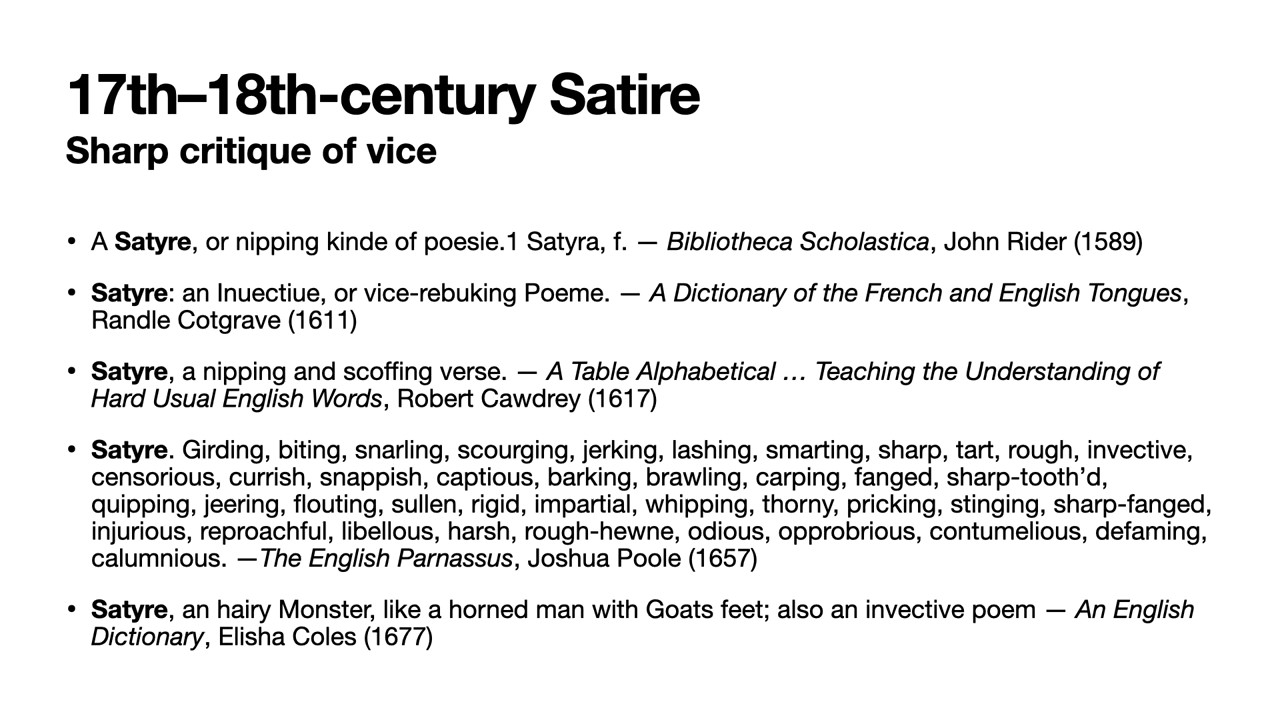 17th–18th-century Satire
Sharp critique of vice
• A Satyre, or nipping kinde of poesie.1 Satyra, f. — Bibliotheca Scholastica, John Rider (1589)
• Satyre: an Inuectiue, or vice-rebuking Poeme. — A Dictionary of the French and English Tongues,
Randle Cotgrave (1611)
• Satyre, a nipping and scoffing verse. — A Table Alphabetical … Teaching the Understanding of
Hard Usual English Words, Robert Cawdrey (1617)
• Satyre. Girding, biting, snarling, scourging, jerking, lashing, smarting, sharp, tart, rough, invective,
censorious, currish, snappish, captious, barking, brawling, carping, fanged, sharp-tooth’d,
quipping, jeering, flouting, sullen, rigid, impartial, whipping, thorny, pricking, stinging, sharp-fanged,
injurious, reproachful, libellous, harsh, rough-hewne, odious, opprobrious, contumelious, defaming,
calumnious. —The English Parnassus, Joshua Poole (1657)
• Satyre, an hairy Monster, like a horned man with Goats feet; also an invective poem — An English
Dictionary, Elisha Coles (1677)